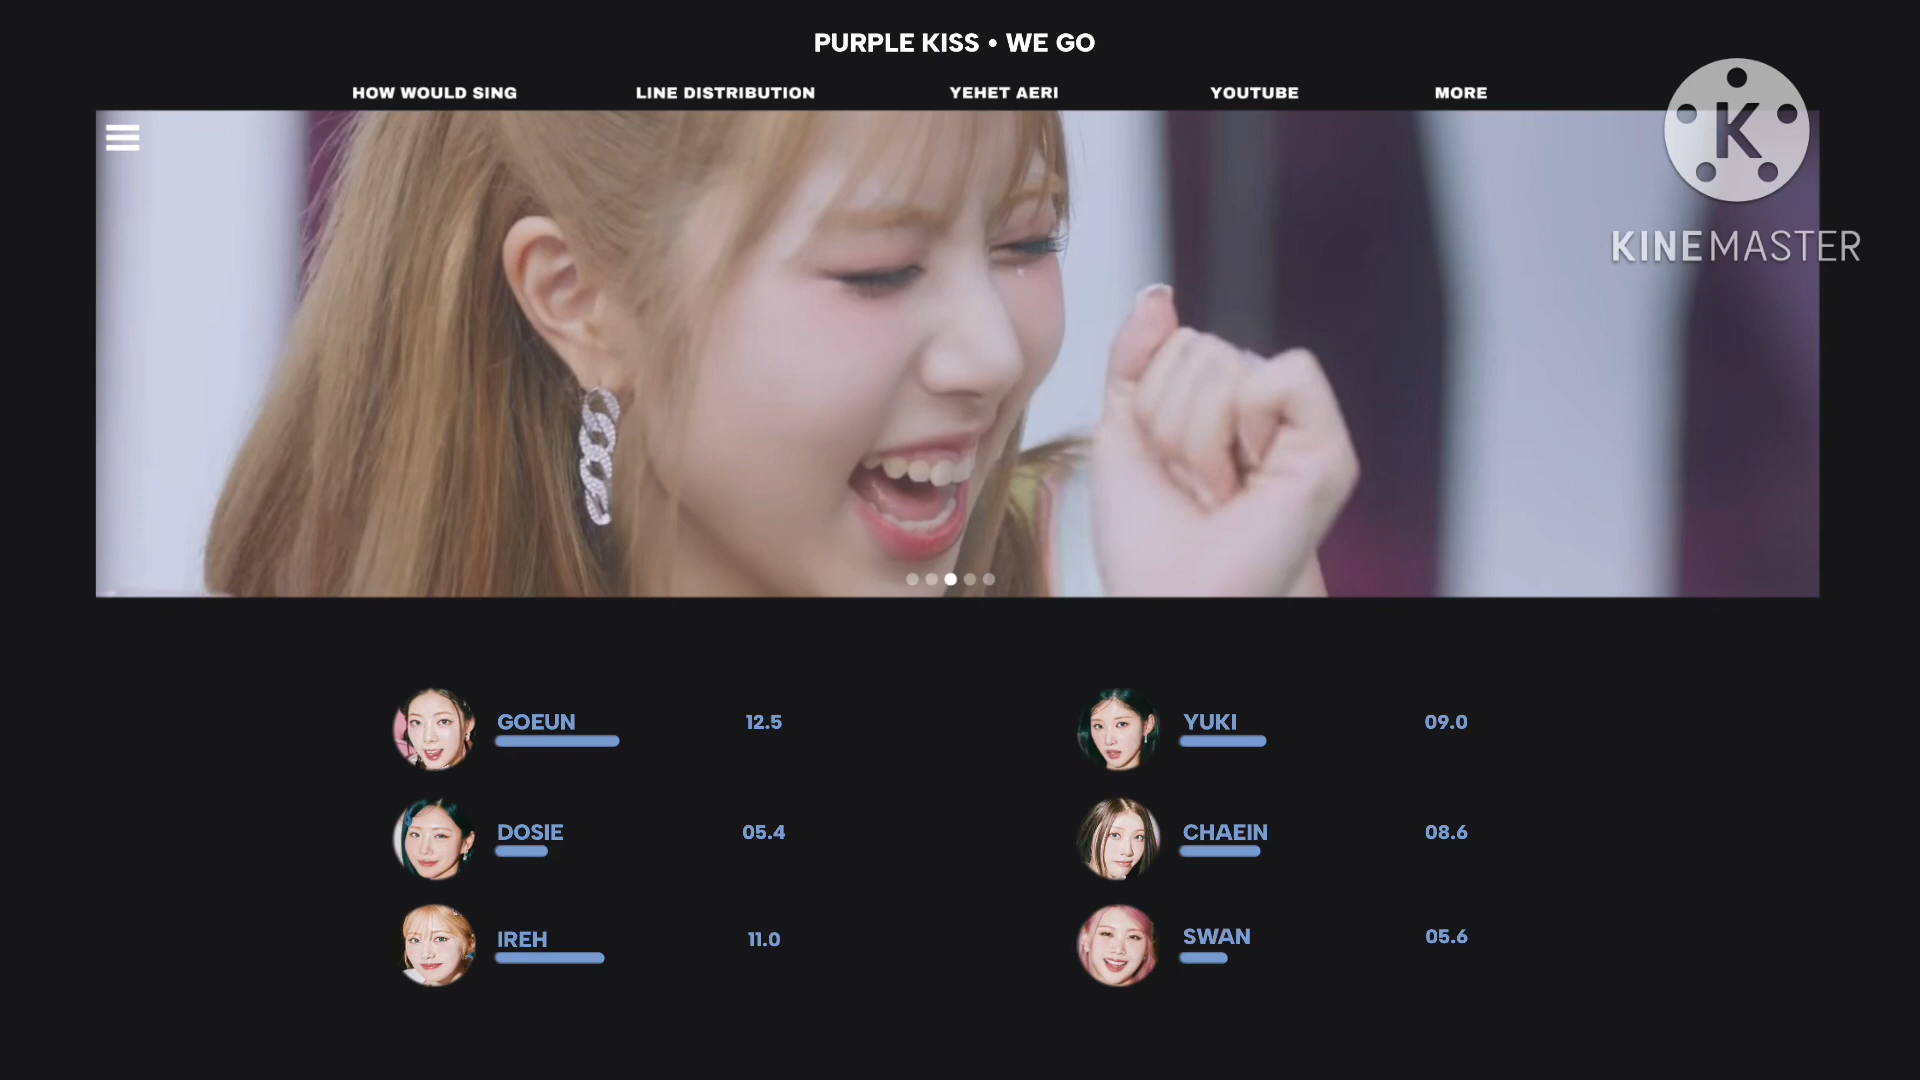 PURPLE KISS • WE GO
HOW WOULD SING LINE DISTRIBUTION YEHET AERI YOUTUBE MORE
K
KINEMASTER
GOEUN 12.5
YUKI 09.0
DOSIE 05.4
CHAEIN 08.6
IREH 11.0
SWAN 05.6